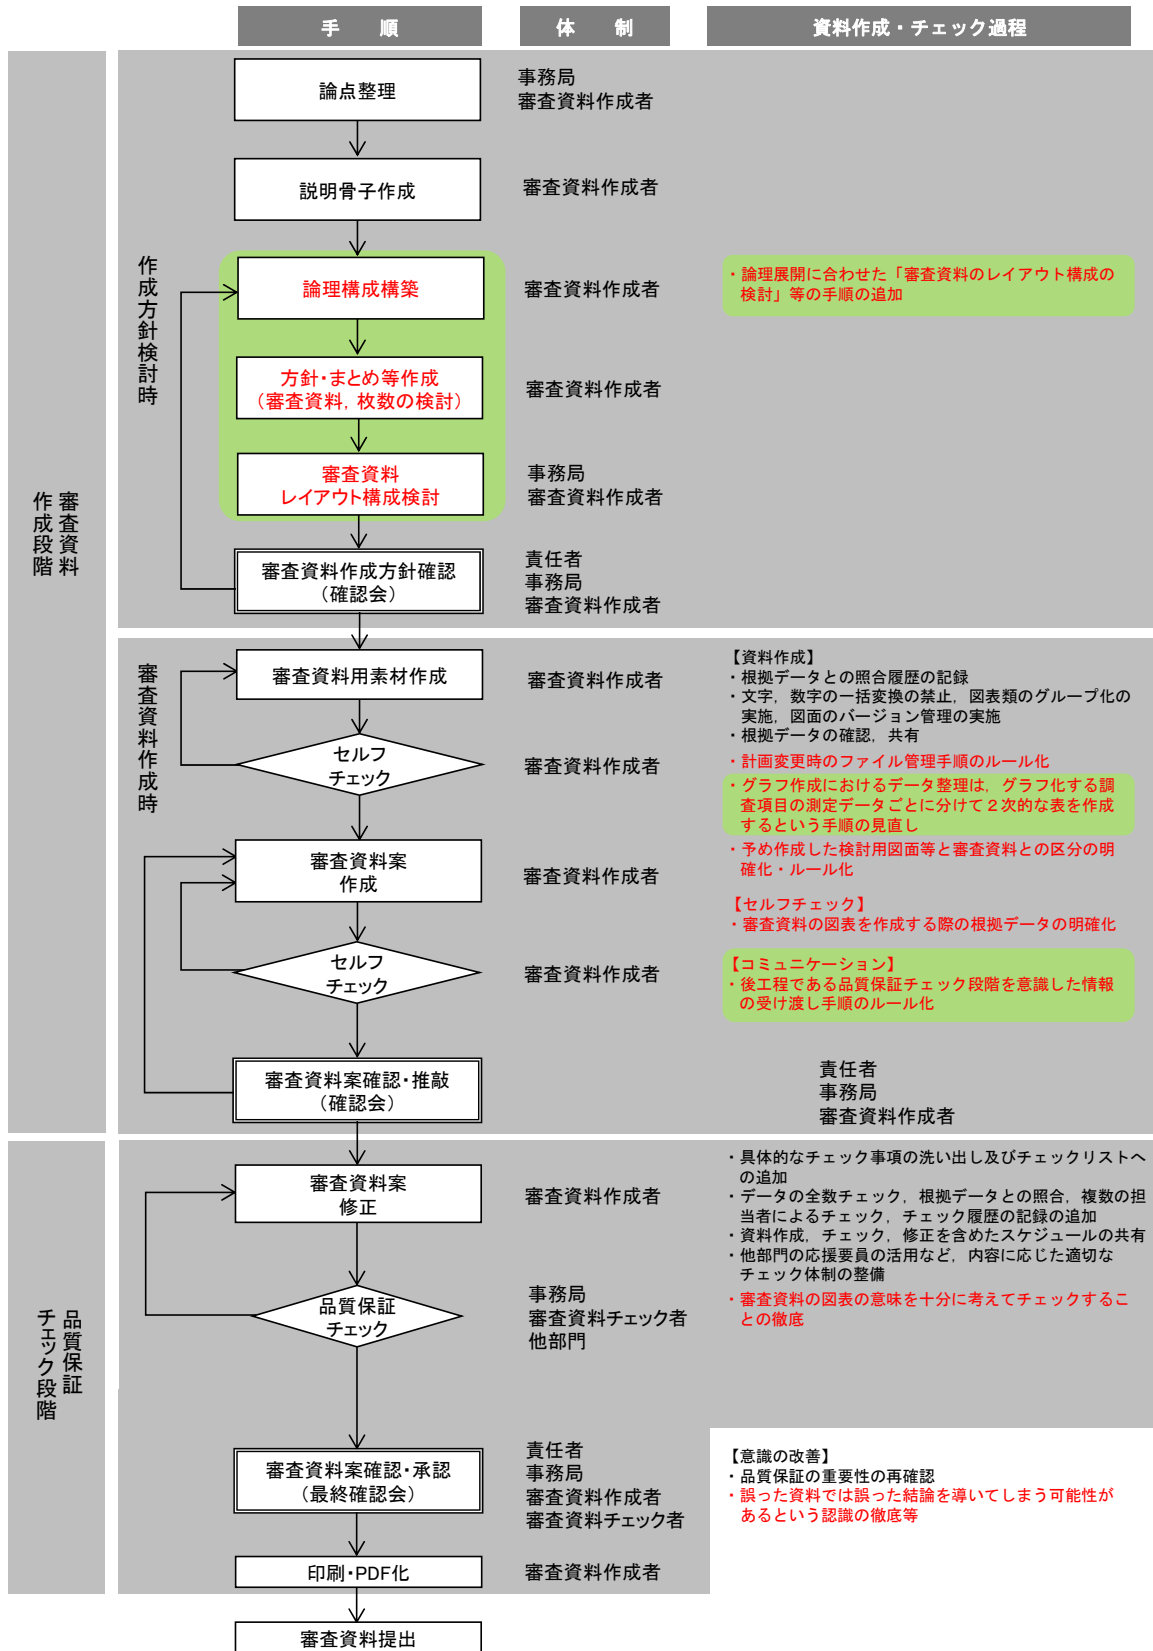 手　順
体　制
資料作成・チェック過程
審査資料
作成段階
作成方針検討時
論点整理
事務局
審査資料作成者
説明骨子作成
審査資料作成者
論理構成構築
審査資料作成者
・論理展開に合わせた「審査資料のレイアウト構成の
検討」等の手順の追加
方針・まとめ等作成
（審査資料，枚数の検討）
審査資料作成者
審査資料
レイアウト構成検討
事務局
審査資料作成者
審査資料作成方針確認
（確認会）
責任者
事務局
審査資料作成者
審査資料作成時
審査資料用素材作成
審査資料作成者
セルフ
チェック
審査資料作成者
【資料作成】
・根拠データとの照合履歴の記録
・文字，数字の一括変換の禁止，図表類のグループ化の
実施，図面のバージョン管理の実施
・根拠データの確認，共有
・計画変更時のファイル管理手順のルール化
・グラフ作成におけるデータ整理は，グラフ化する調
査項目の測定データごとに分けて２次的な表を作成
するという手順の見直し
・予め作成した検討用図面等と審査資料との区分の明
確化・ルール化
審査資料案
作成
審査資料作成者
【セルフチェック】
・審査資料の図表を作成する際の根拠データの明確化
セルフ
チェック
審査資料作成者
【コミュニケーション】
・後工程である品質保証チェック段階を意識した情報
の受け渡し手順のルール化
審査資料案確認・推敲
（確認会）
責任者
事務局
審査資料作成者
品質保証
チェック段階
審査資料案
修正
審査資料作成者
・具体的なチェック事項の洗い出し及びチェックリストへ
の追加
・データの全数チェック，根拠データとの照合，複数の担
当者によるチェック，チェック履歴の記録の追加
・資料作成，チェック，修正を含めたスケジュールの共有
・他部門の応援要員の活用など，内容に応じた適切な
チェック体制の整備
・審査資料の図表の意味を十分に考えてチェックするこ
との徹底
品質保証
チェック
事務局
審査資料チェック者
他部門
審査資料案確認・承認
（最終確認会）
責任者
事務局
審査資料作成者
審査資料チェック者
【意識の改善】
・品質保証の重要性の再確認
・誤った資料では誤った結論を導いてしまう可能性が
あるという認識の徹底等
印刷・PDF化
審査資料作成者
審査資料提出